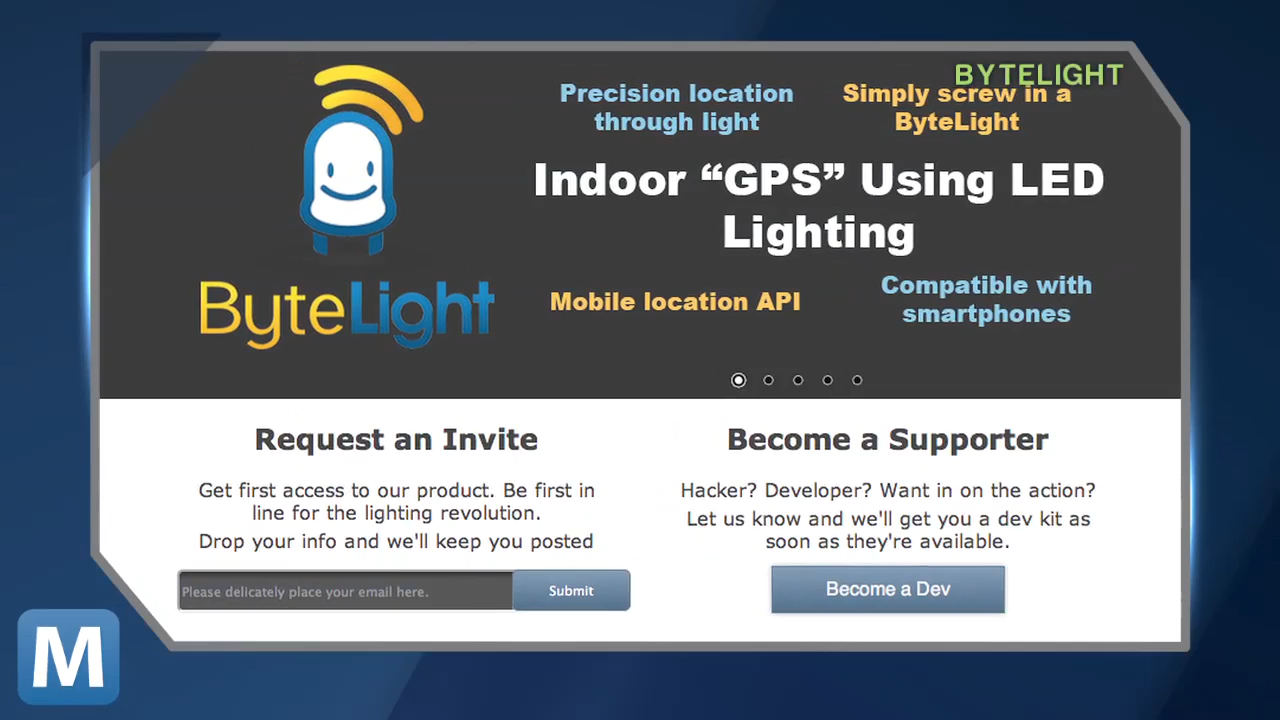 BYTELIGHT
Precision location
through light
Simply screw in a
ByteLight
Indoor “GPS” Using LED
Lighting
ByteLight
Mobile location API
Compatible with
smartphones
Request an Invite
Get first access to our product. Be first in
line for the lighting revolution.
Drop your info and we'll keep you posted
Please delicately place your email here.
Submit
Become a Supporter
Hacker? Developer? Want in on the action?
Let us know and we'll get you a dev kit as
soon as they're available.
Become a Dev
M